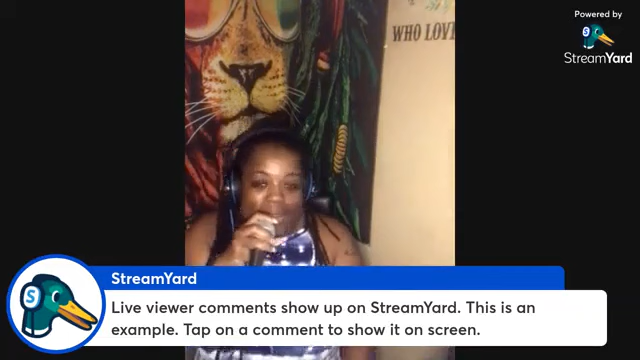 Powered by
StreamYard
WHO LOVE
StreamYard
Live viewer comments show up on StreamYard. This is an
example. Tap on a comment to show it on screen.
S